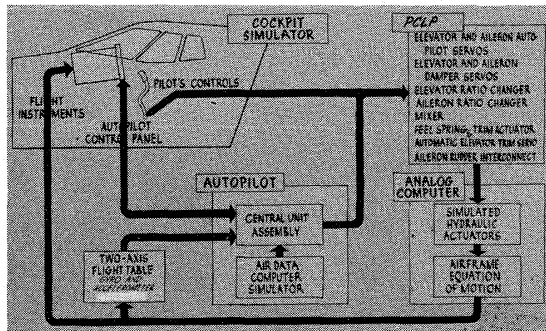 COCKPIT
SIMULATOR
PILOT'S CONTROLS
FLIGHT
INSTRUMENTS
AUTOPILOT
CONTROL PANEL
PCLP
ELEVATOR AND AILERON AUTO-
PILOT SERVOS
ELEVATOR AND AILERON
DAMPER SERVOS
ELEVATOR RATIO CHANGER
AILERON RATIO CHANGER
MIXER
FEEL SPRING, TRIM ACTUATOR
AUTOMATIC ELEVATOR TRIM SERVO
AILERON RUDDER INTERCONNECT
AUTOPILOT
CENTRAL UNIT
ASSEMBLY
AIR DATA
COMPUTER
SIMULATOR
TWO-AXIS
FLIGHT TABLE
GYRO AND
ACCELEROMETER
ANALOG
COMPUTER
SIMULATED
HYDRAULIC
ACTUATORS
AIRFRAME
EQUATION
OF MOTION